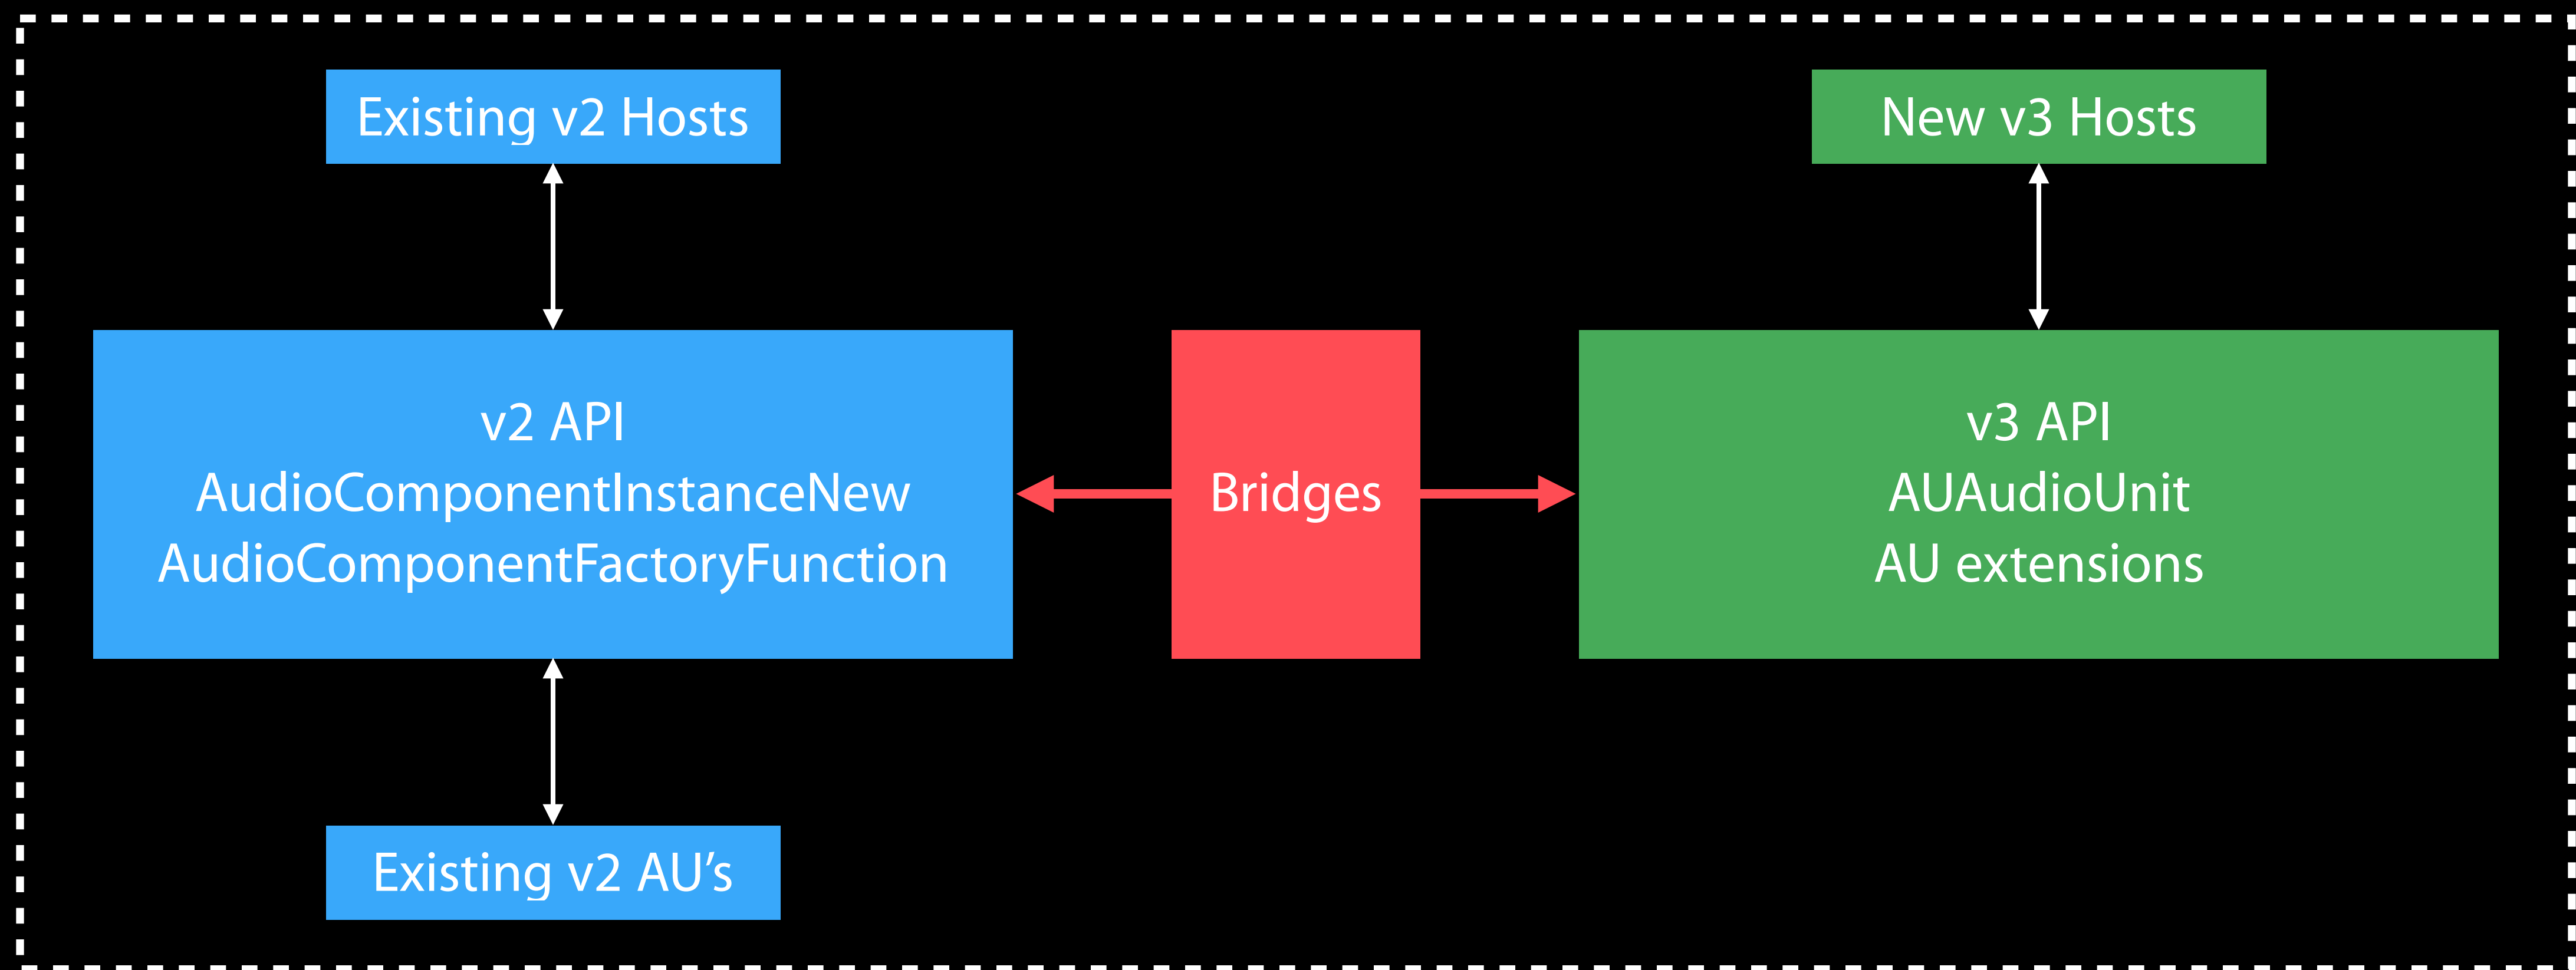 Existing v2 Hosts
New v3 Hosts
v2 API
AudioComponentInstanceNew
AudioComponentFactoryFunction
Bridges
v3 API
AUAudioUnit
AU extensions
Existing v2 AU’s